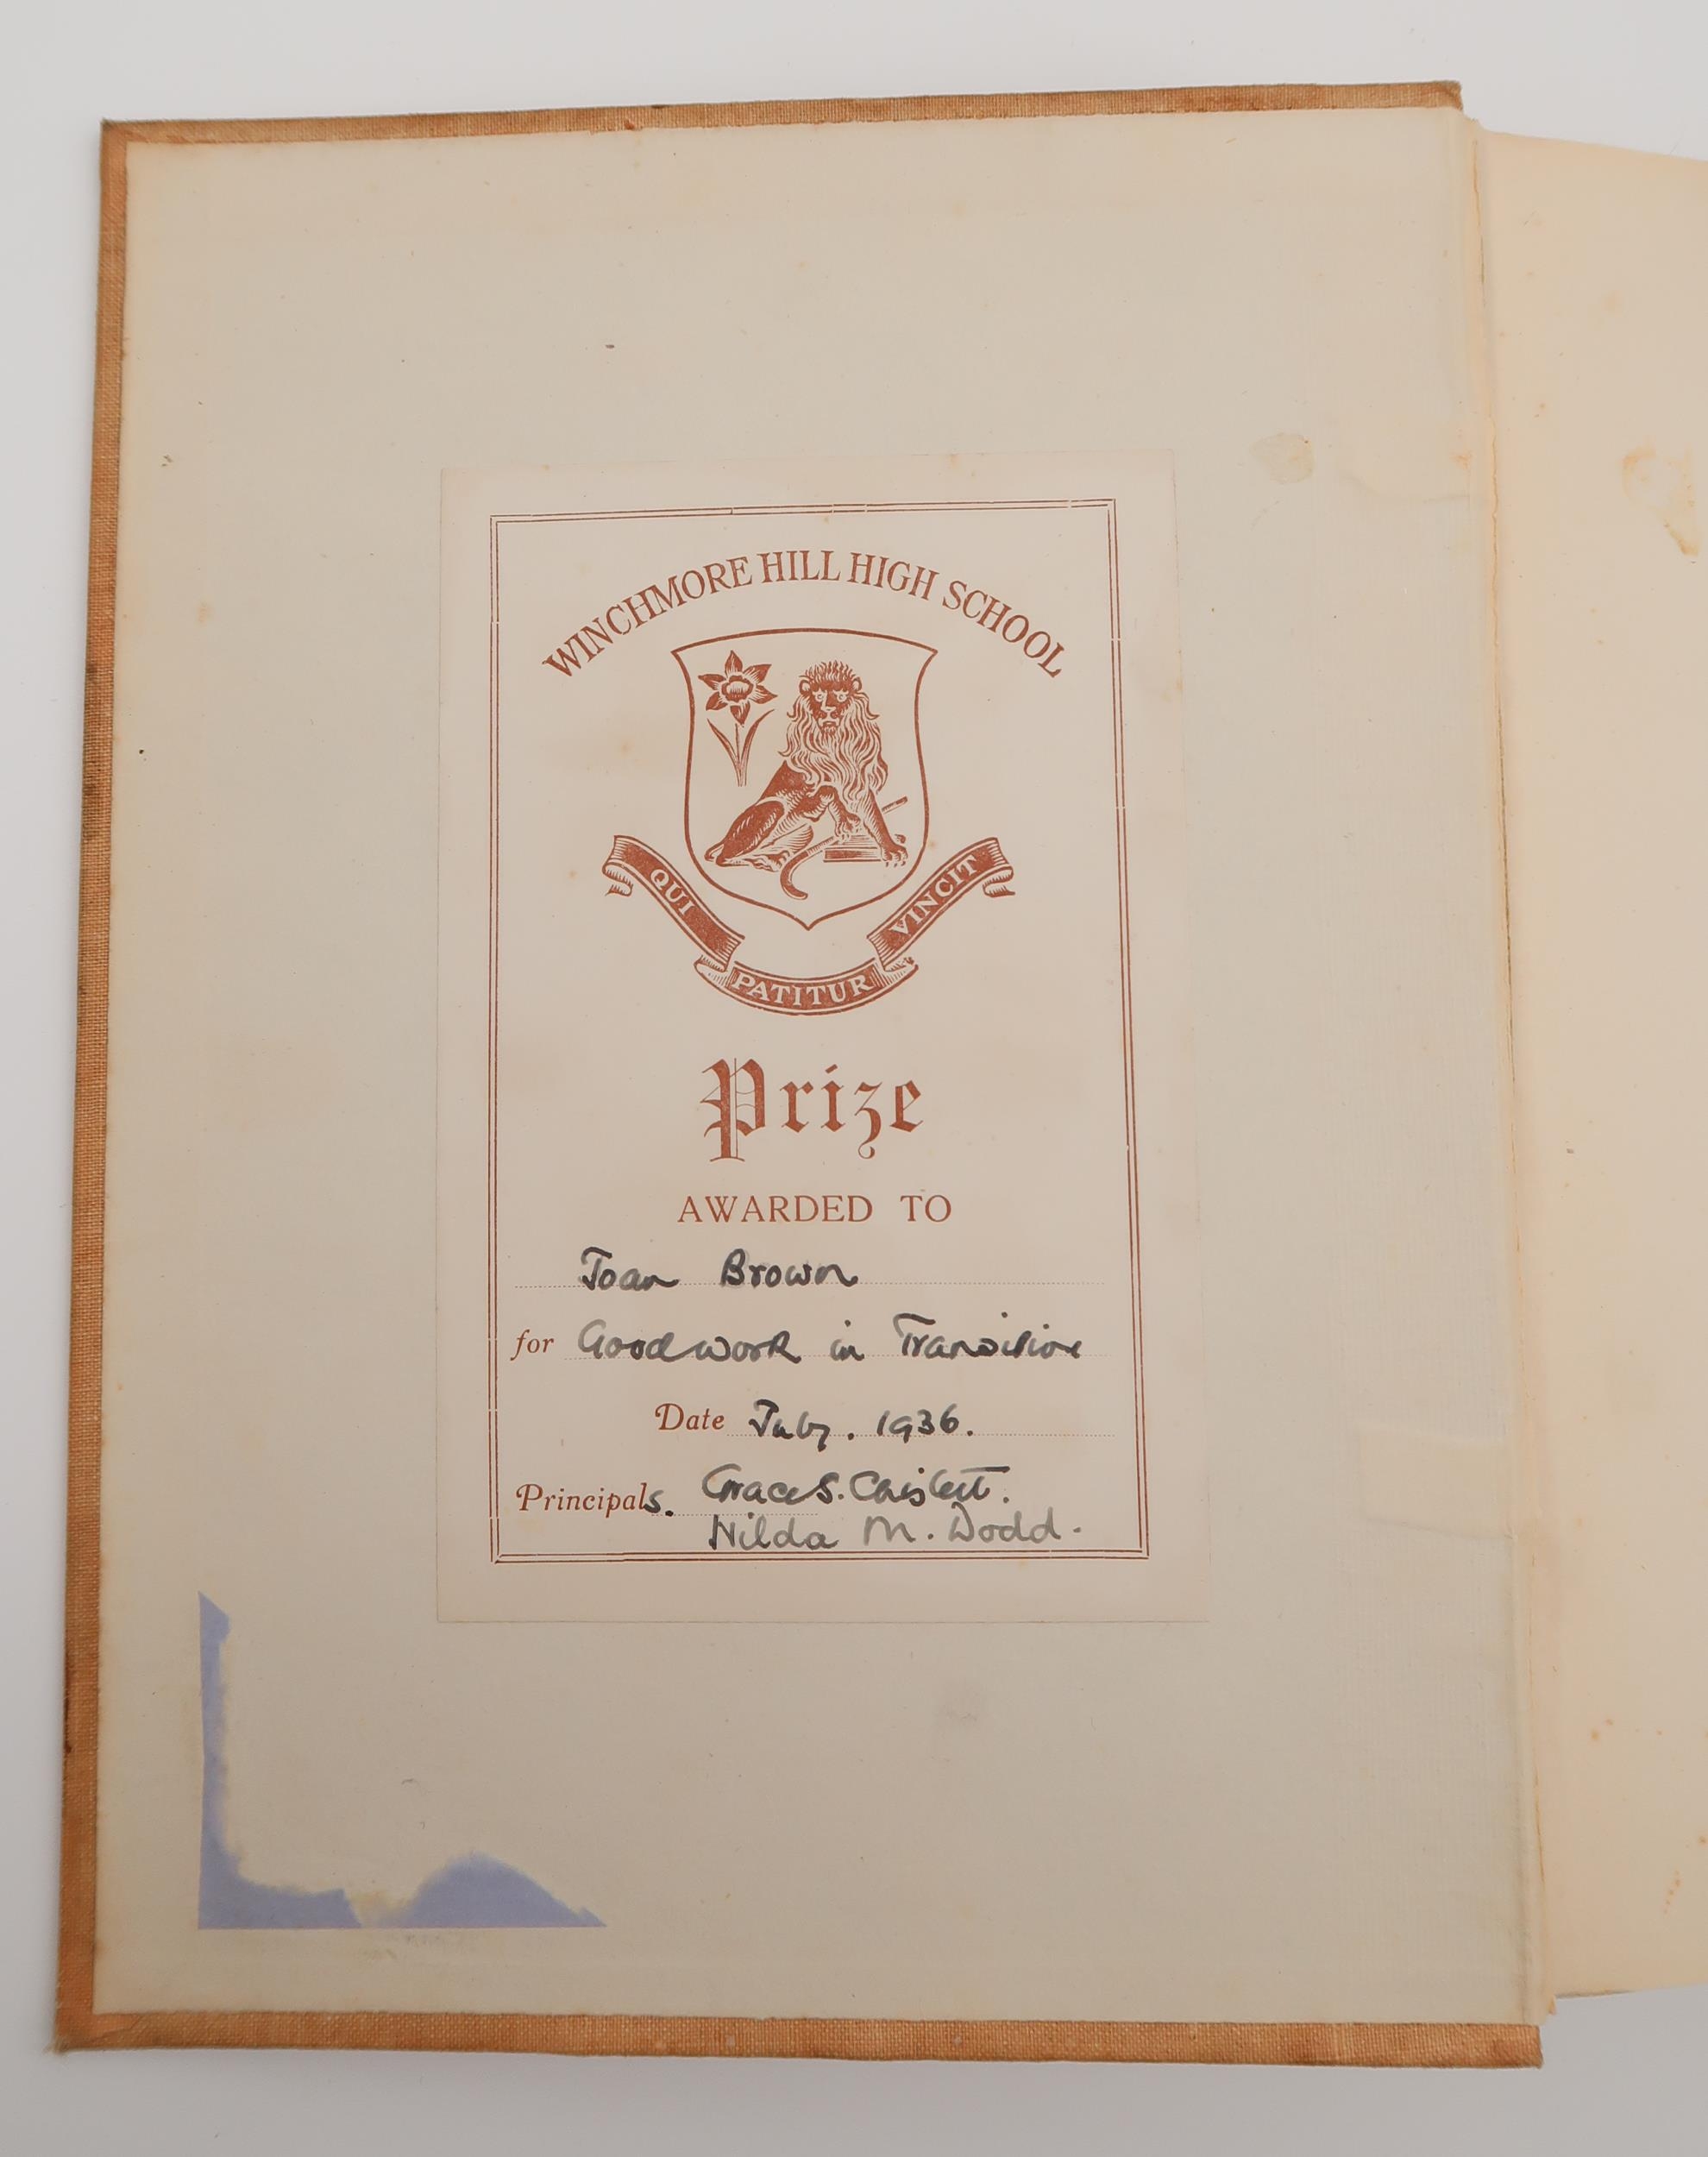 WINCHMORE HILL HIGH SCHOOL
QUI PATITUR VINCIT
Prize
AWARDED TO
Joan Brown
for Good work in Transition
Date July. 1936.
Principals. Grace S. Chislett.
Hilda M. Dodd.